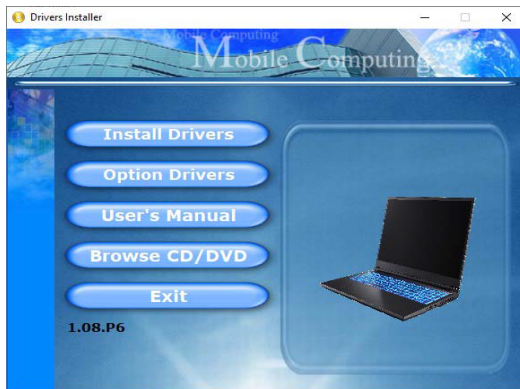 Drivers Installer
Mobile Computing
Mobile Computing
Install Drivers
Option Drivers
User's Manual
Browse CD/DVD
Exit
1.08.P6